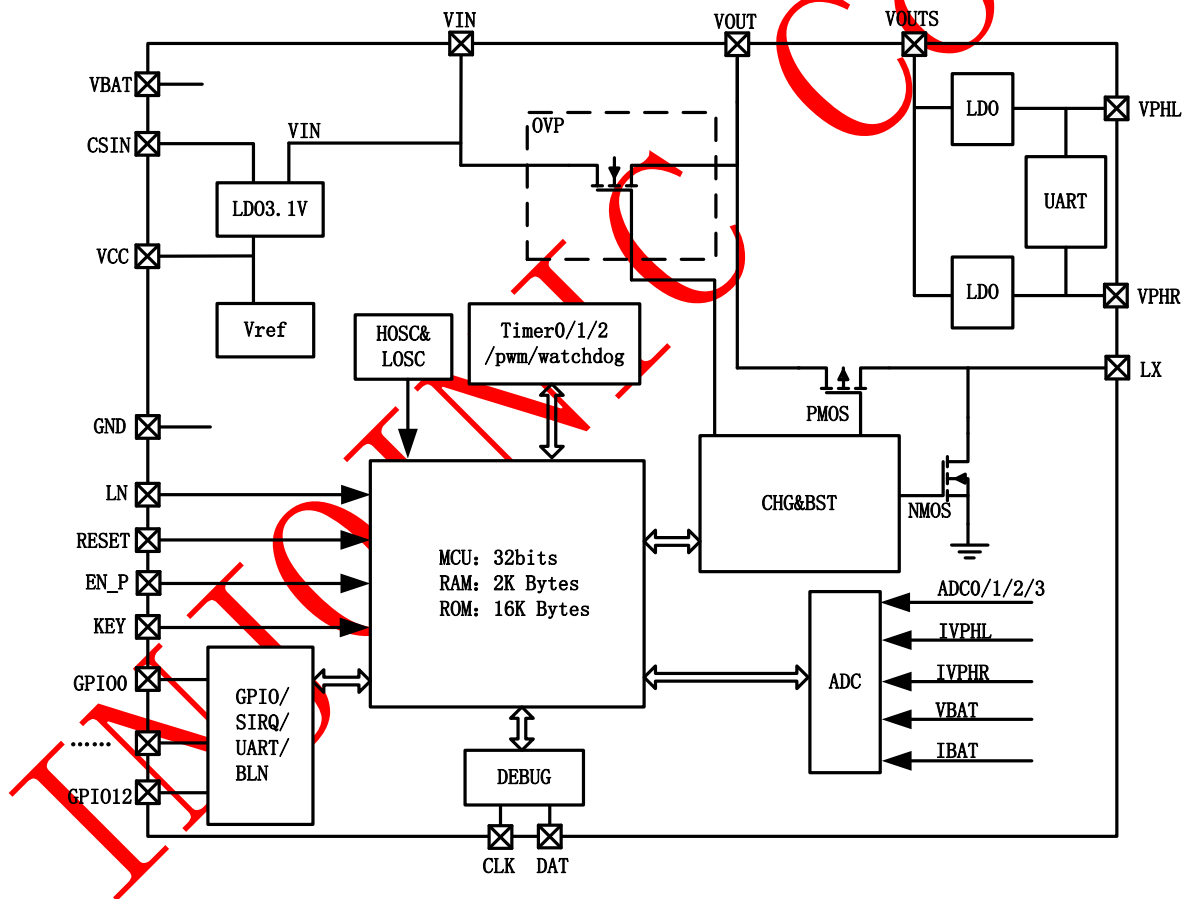 VIN
VOUT
VOUTS
VBAT
CSIN
VIN
OVP
LDO
VPHL
LDO3.1V
UART
VCC
LDO
VPHR
Vref
HOSC&
LOSC
Timer0/1/2
/pwm/watchdog
LX
PMOS
GND
LN
CHG&BST
NMOS
RESET
EN_P
KEY
MCU: 32bits
RAM: 2K Bytes
ROM: 16K Bytes
ADC0/1/2/3
IVPHL
IVPHR
VBAT
IBAT
ADC
GPIO0
......
GPIO12
GPIO/
SIRQ/
UART/
BLN
DEBUG
CLK
DAT